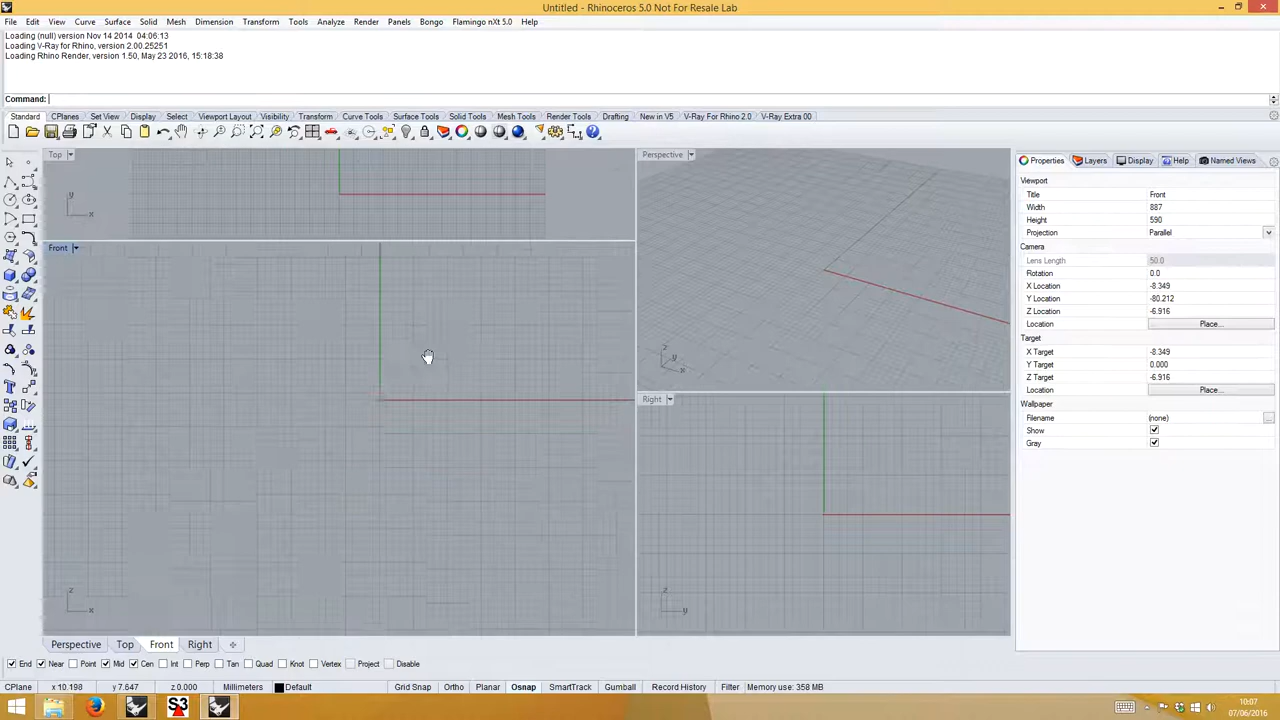 Untitled - Rhinoceros 5.0 Not For Resale Lab
File Edit View Curve Surface Solid Mesh Dimension Transform Tools Analyze Render Panels Bongo Flamingo nXt 5.0 Help
Loading (null) version Nov 14 2014 04:06:13
Loading V-Ray for Rhino, version 2.00.25251
Loading Rhino Render, version 1.50, May 23 2016, 15:18:38
Command:
Standard CPlanes Set View Display Select Viewport Layout Visibility Transform Curve Tools Surface Tools Solid Tools Mesh Tools Render Tools Drafting New in V5 V-Ray For Rhino 2.0 V-Ray Extra 00
Top
y
x
Perspective
z
y
x
Front
z
x
Right
z
y
Properties Layers Display Help Named Views
Viewport
Title Front
Width 887
Height 590
Projection Parallel
Camera
Lens Length 50.0
Rotation 0.0
X Location -8.349
Y Location -80.212
Z Location -6.916
Location Place...
Target
X Target -8.349
Y Target 0.000
Z Target -6.916
Location Place...
Wallpaper
Filename (none) ...
Show
Gray
Perspective Top Front Right
End Near Point Mid Cen Int Perp Tan Quad Knot Vertex Project Disable
CPlane x 10.198 y 7.647 z 0.000 Millimeters Default Grid Snap Ortho Planar Osnap SmartTrack Gumball Record History Filter Memory use: 358 MB
S3
10:07
07/06/2016